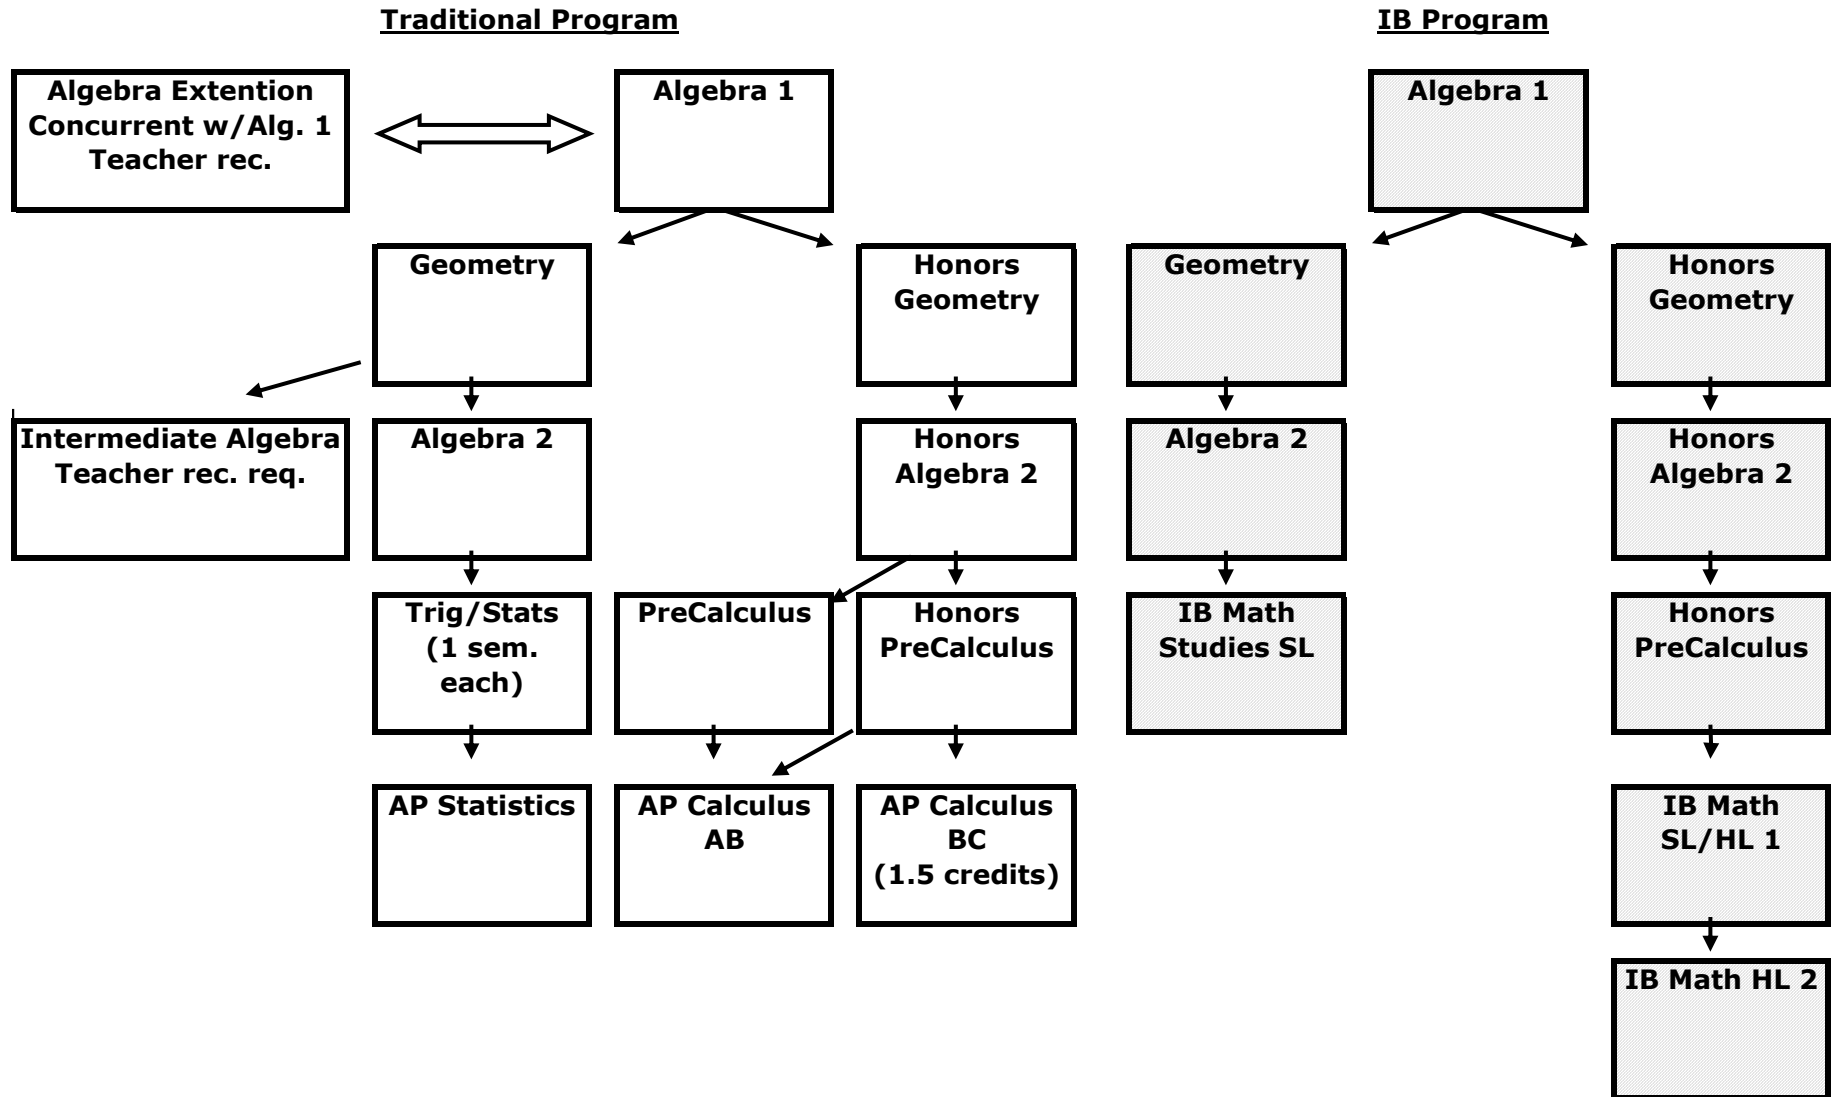 Traditional Program
IB Program
Algebra Extention
Concurrent w/Alg. 1
Teacher rec.
Algebra 1
Algebra 1
Geometry
Honors
Geometry
Geometry
Honors
Geometry
Intermediate Algebra
Teacher rec. req.
Algebra 2
Honors
Algebra 2
Algebra 2
Honors
Algebra 2
Trig/Stats
(1 sem.
each)
PreCalculus
Honors
PreCalculus
IB Math
Studies SL
Honors
PreCalculus
AP Statistics
AP Calculus
AB
AP Calculus
BC
(1.5 credits)
IB Math
SL/HL 1
IB Math HL 2